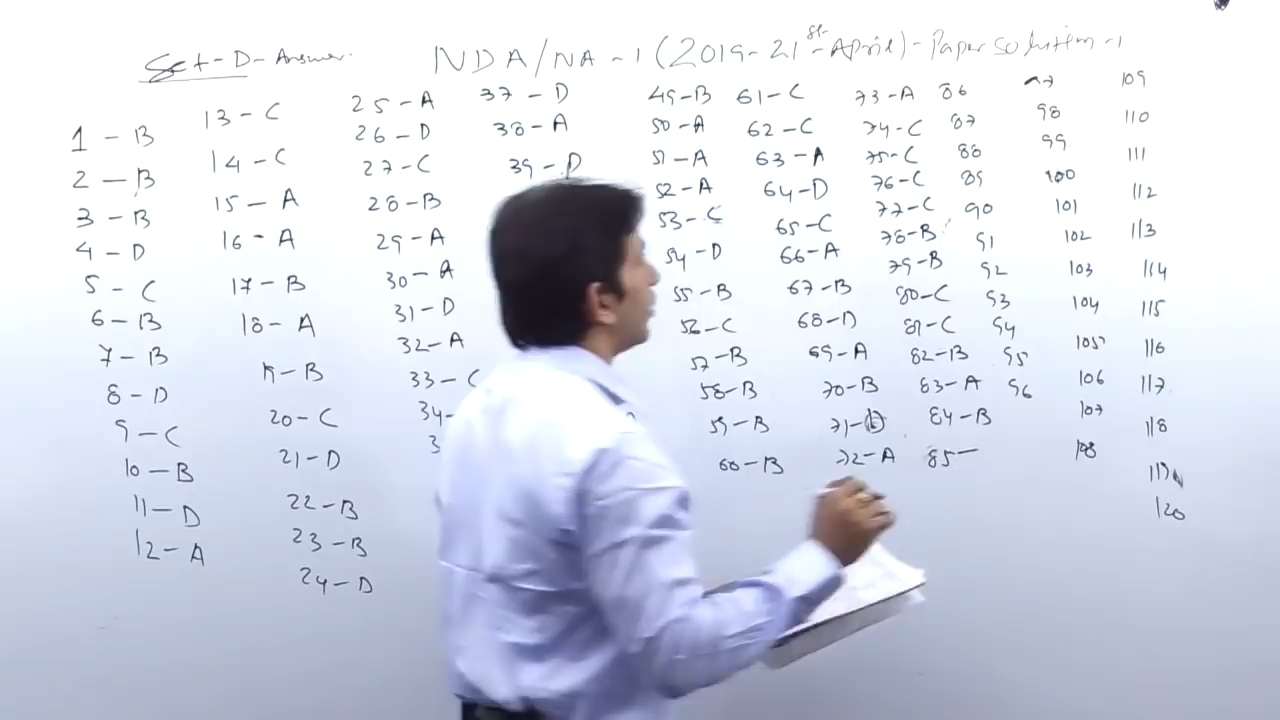 Set-D-Answer.
NDA/NA-1 (2019-21st-April)-Paper solution-1
1-B
2-B
3-B
4-D
5-C
6-B
7-B
8-D
9-C
10-B
11-D
12-A
13-C
14-C
15-A
16-A
17-B
18-A
19-B
20-C
21-D
22-B
23-B
24-D
25-A
26-D
27-C
28-B
29-A
30-A
31-D
32-A
33-C
34-
3
37-D
38-A
39-D
49-B
50-A
51-A
52-A
53-C
54-D
55-B
56-C
57-B
58-B
59-B
60-B
61-C
62-C
63-A
64-D
65-C
66-A
67-B
68-D
69-A
70-B
71-D
72-A
73-A
74-C
75-C
76-C
77-C
78-B
79-B
80-C
81-C
82-B
83-A
84-B
85-
86
87
88
89
90
91
92
93
94
95
96
97
98
99
100
101
102
103
104
105
106
107
108
109
110
111
112
113
114
115
116
117
118
119
120